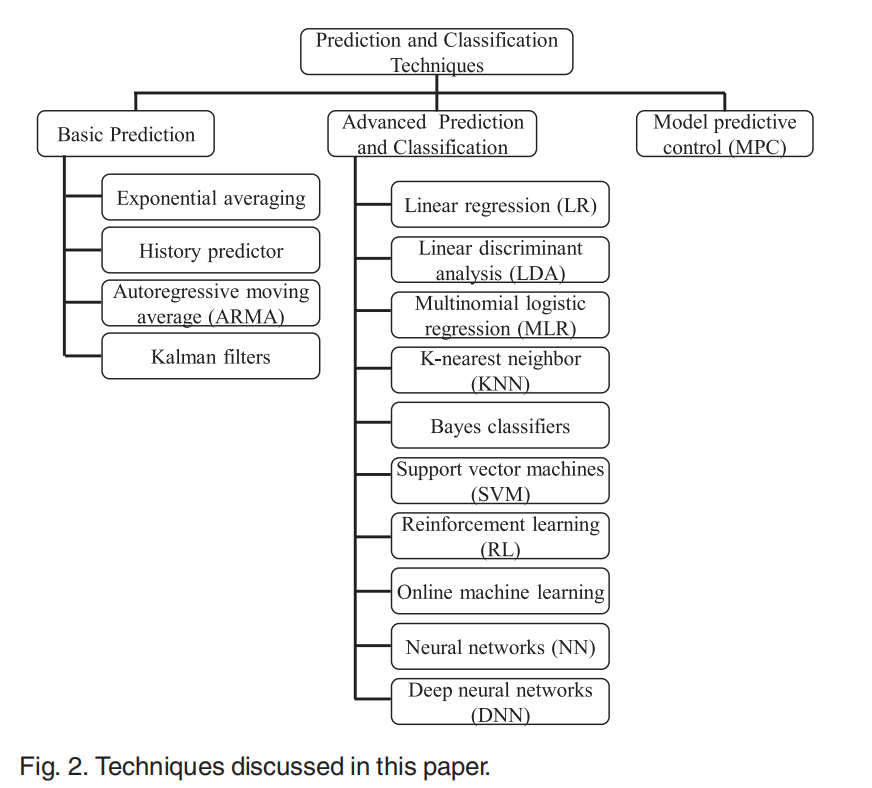 Prediction and Classification
Techniques
Basic Prediction
Advanced Prediction
and Classification
Model predictive
control (MPC)
Exponential averaging
History predictor
Autoregressive moving
average (ARMA)
Kalman filters
Linear regression (LR)
Linear discriminant
analysis (LDA)
Multinomial logistic
regression (MLR)
K-nearest neighbor
(KNN)
Bayes classifiers
Support vector machines
(SVM)
Reinforcement learning
(RL)
Online machine learning
Neural networks (NN)
Deep neural networks
(DNN)
Fig. 2. Techniques discussed in this paper.